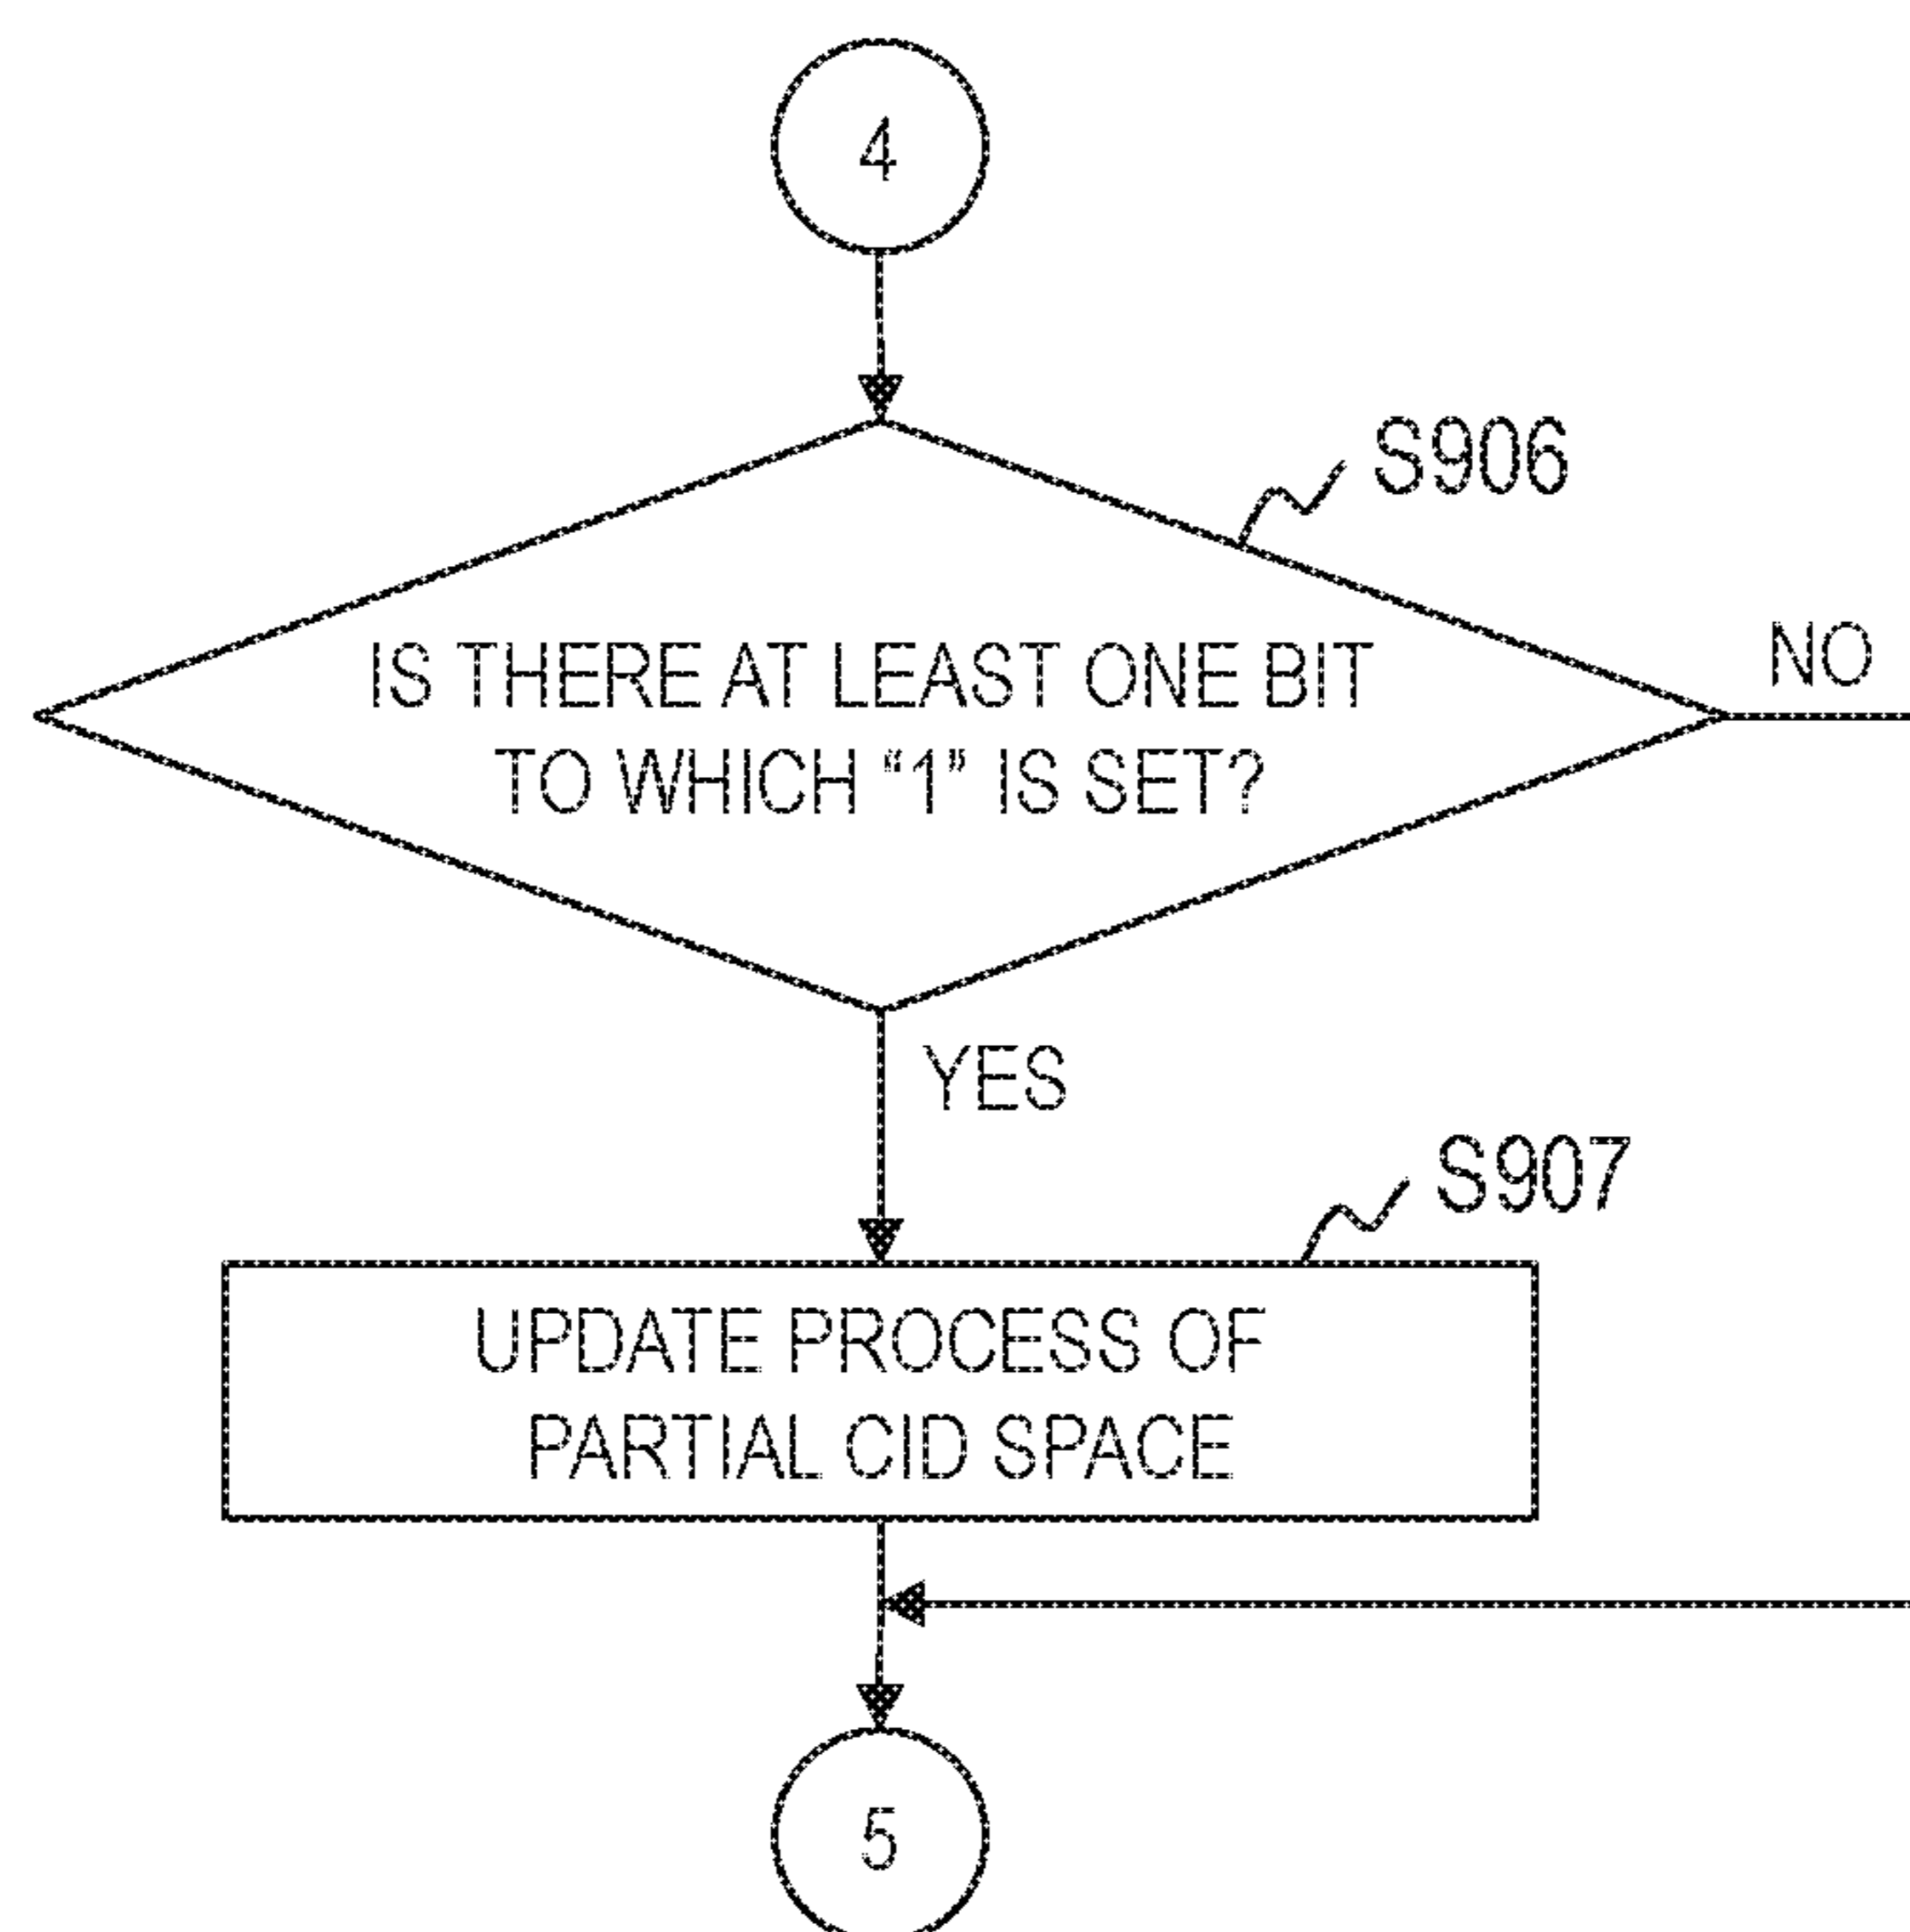 4
S906
IS THERE AT LEAST ONE BIT
TO WHICH “1” IS SET?
NO
YES
S907
UPDATE PROCESS OF
PARTIAL CID SPACE
5